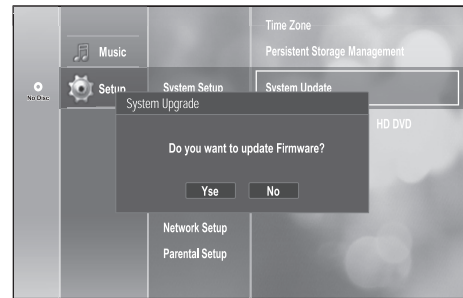 Time Zone
Music
Persistent Storage Management
No Disc
Setup
System Setup
System Update
System Upgrade
HD DVD
Do you want to update Firmware?
Yse
No
Network Setup
Parental Setup